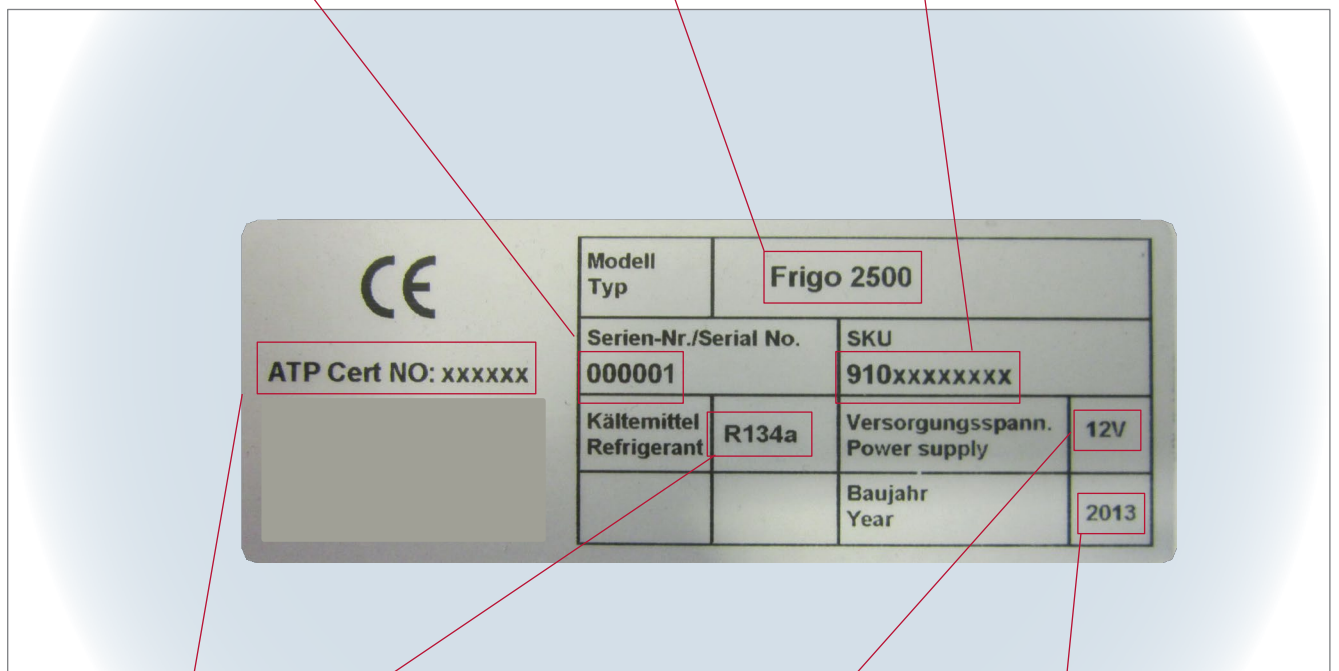 CE
ATP Cert NO: xxxxxx
Modell
Typ
Frigo 2500
Serien-Nr./Serial No.
000001
SKU
910xxxxxxxx
Kältemittel
Refrigerant
R134a
Versorgungsspann.
Power supply
12V
Baujahr
Year
2013